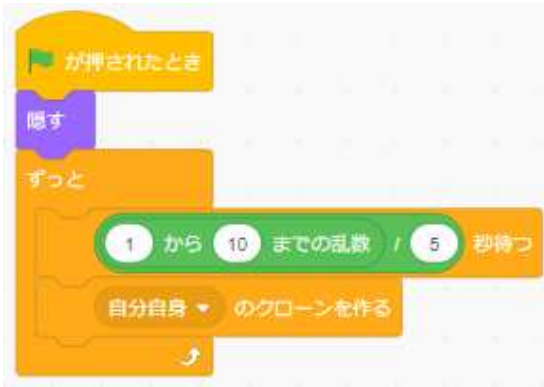 が押されたとき
隠す
ずっと
1 から 10 までの乱数 / 5 秒待つ
自分自身 のクローンを作る